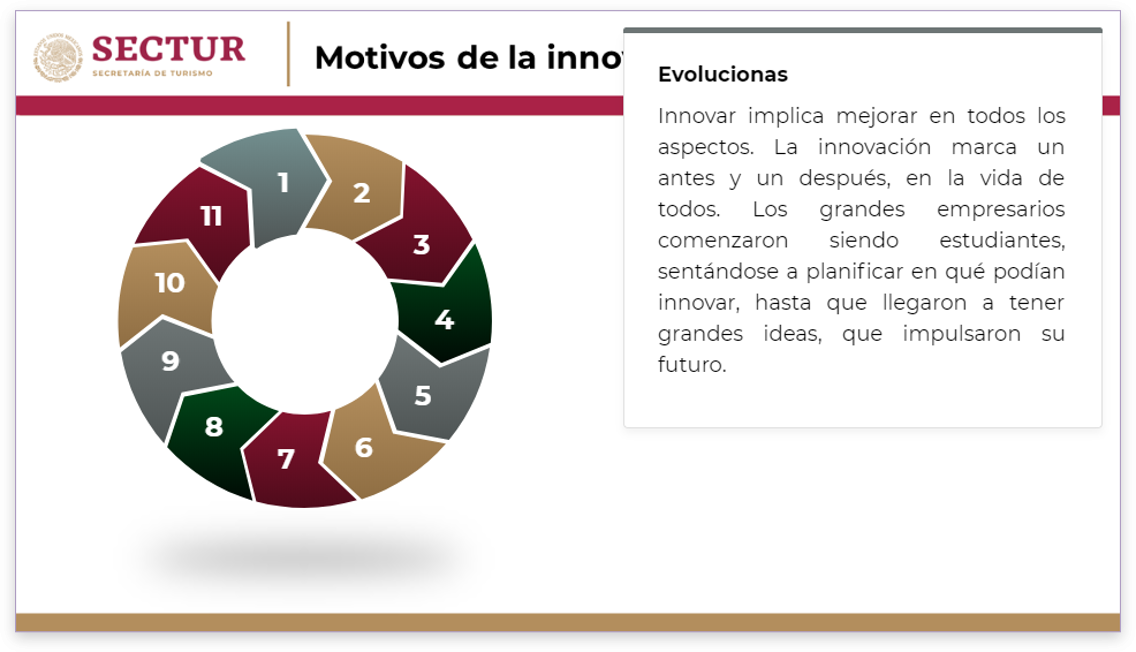 SECTUR
SECRETARÍA DE TURISMO
Motivos de la inno
Evolucionas
Innovar implica mejorar en todos los
aspectos. La innovación marca un
antes y un después, en la vida de
todos. Los grandes empresarios
comenzaron siendo estudiantes,
sentándose a planificar en qué podían
innovar, hasta que llegaron a tener
grandes ideas, que impulsaron su
futuro.
1
2
3
4
5
6
7
8
9
10
11